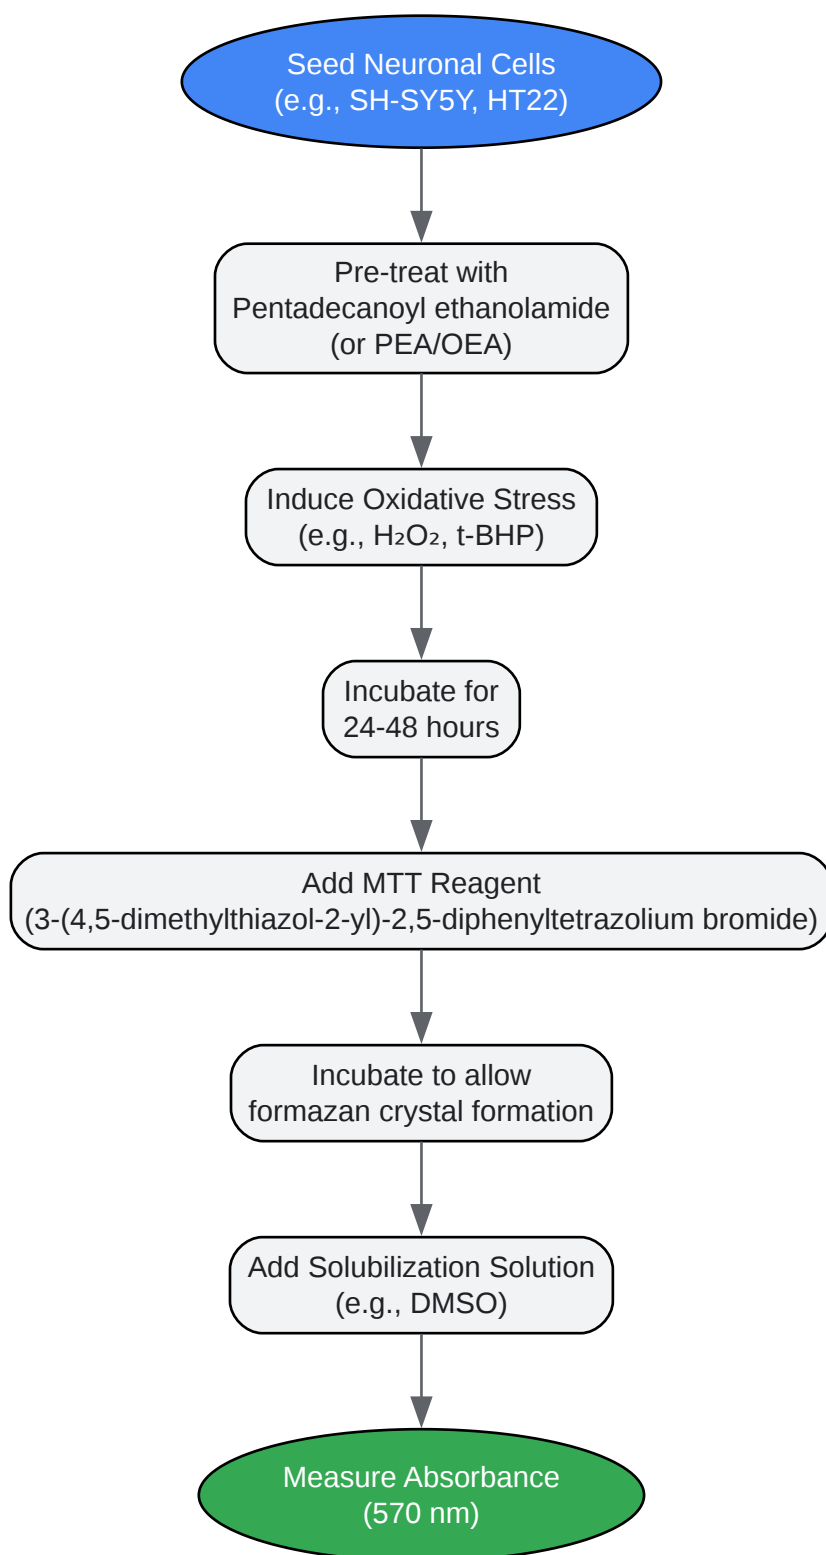 Seed Neuronal Cells
(e.g., SH-SY5Y, HT22)
Pre-treat with
Pentadecanoyl ethanolamide
(or PEA/OEA)
Induce Oxidative Stress
(e.g., H₂O₂, t-BHP)
Incubate for
24-48 hours
Add MTT Reagent
(3-(4,5-dimethylthiazol-2-yl)-2,5-diphenyltetrazolium bromide)
Incubate to allow
formazan crystal formation
Add Solubilization Solution
(e.g., DMSO)
Measure Absorbance
(570 nm)